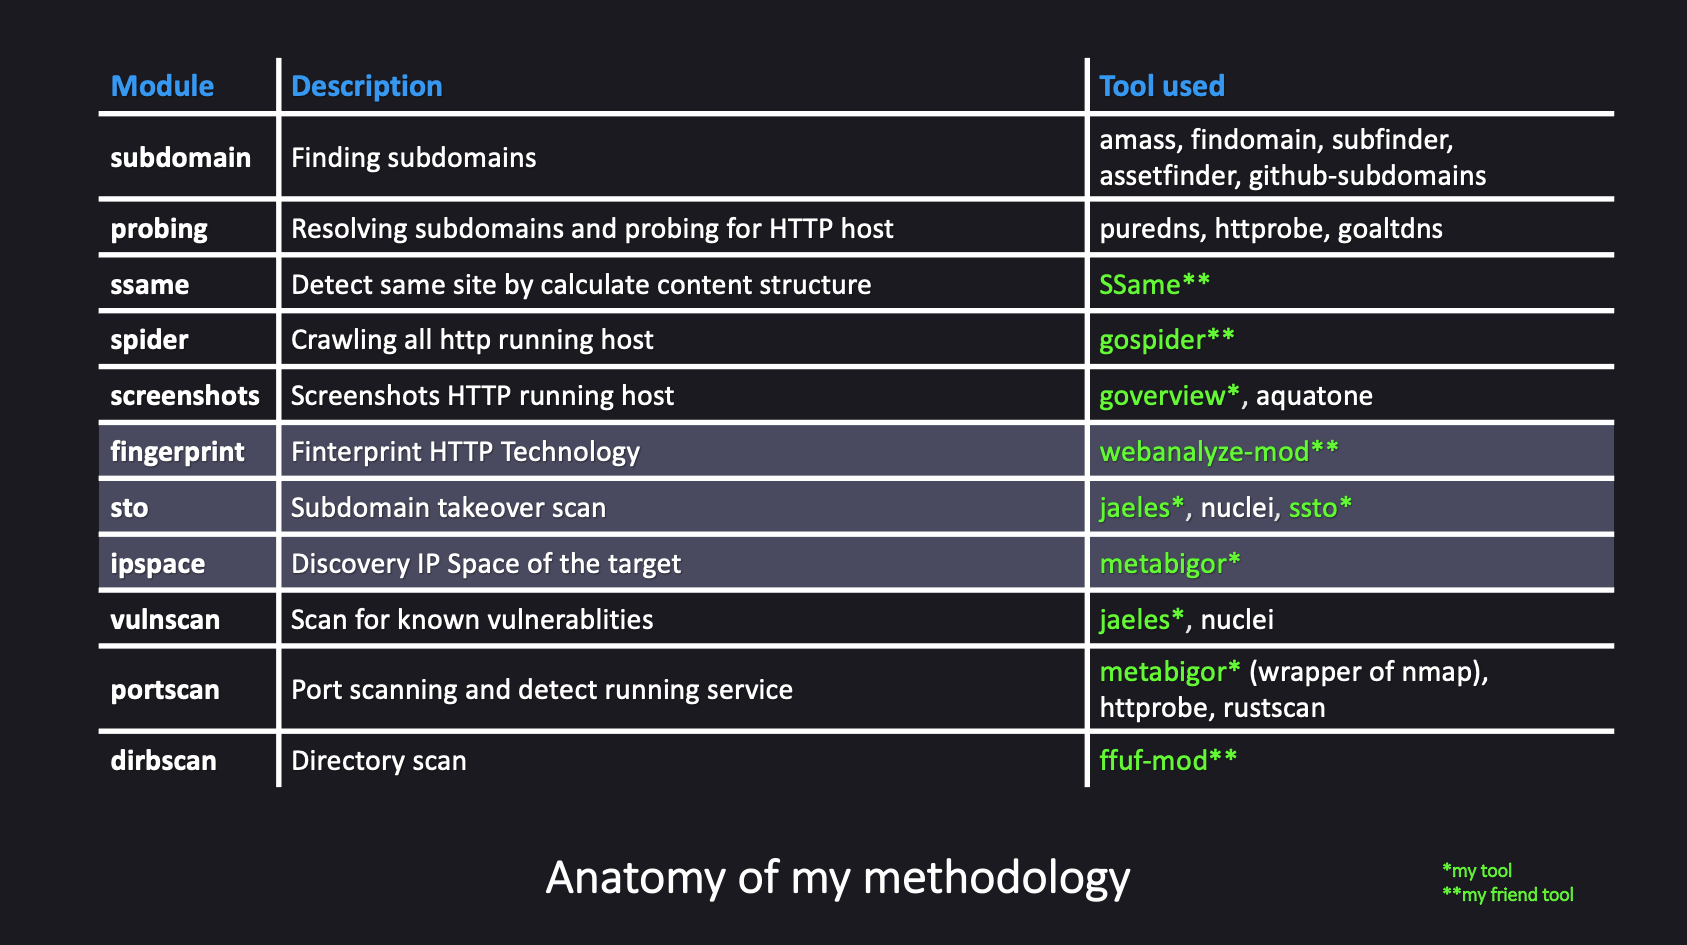 Module Description Tool used
subdomain Finding subdomains amass, findomain, subfinder,
assetfinder, github-subdomains
probing Resolving subdomains and probing for HTTP host puredns, httprobe, goaltdns
ssame Detect same site by calculate content structure SSame**
spider Crawling all http running host gospider**
screenshots Screenshots HTTP running host goverview*, aquatone
fingerprint Finterprint HTTP Technology webanalyze-mod**
sto Subdomain takeover scan jaeles*, nuclei, ssto*
ipspace Discovery IP Space of the target metabigor*
vulnscan Scan for known vulnerablities jaeles*, nuclei
portscan Port scanning and detect running service metabigor* (wrapper of nmap),
httprobe, rustscan
dirbscan Directory scan ffuf-mod**
Anatomy of my methodology
*my tool
**my friend tool